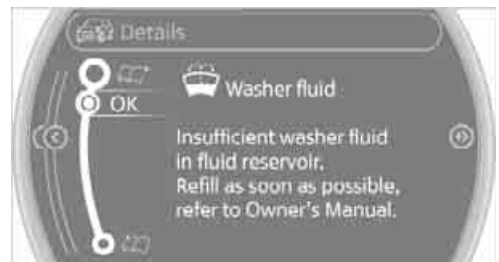 Details
Washer fluid
OK
Insufficient washer fluid
in fluid reservoir.
Refill as soon as possible,
refer to Owner's Manual.